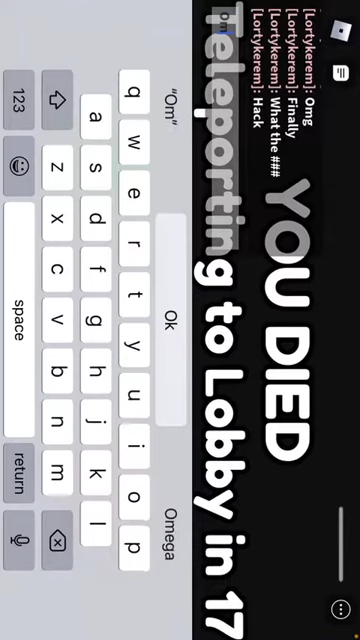 [Lortykerem]: Omg
[Lortykerem]: Finally
[Lortykerem]: What the ###
[Lortykerem]: Hack
Om
YOU DIED
Teleporting to Lobby in 17
“Om”
Ok
Omega
q w e r t y u i o p
a s d f g h j k l
z x c v b n m
123
space
return